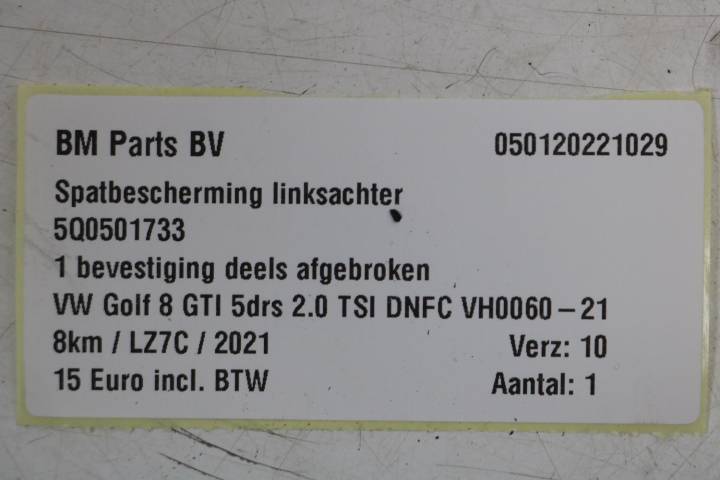 BM Parts BV 050120221029
Spatbescherming linksachter
5Q0501733
1 bevestiging deels afgebroken
VW Golf 8 GTI 5drs 2.0 TSI DNFC VH0060-21
8km / LZ7C / 2021 Verz: 10
15 Euro incl. BTW Aantal: 1